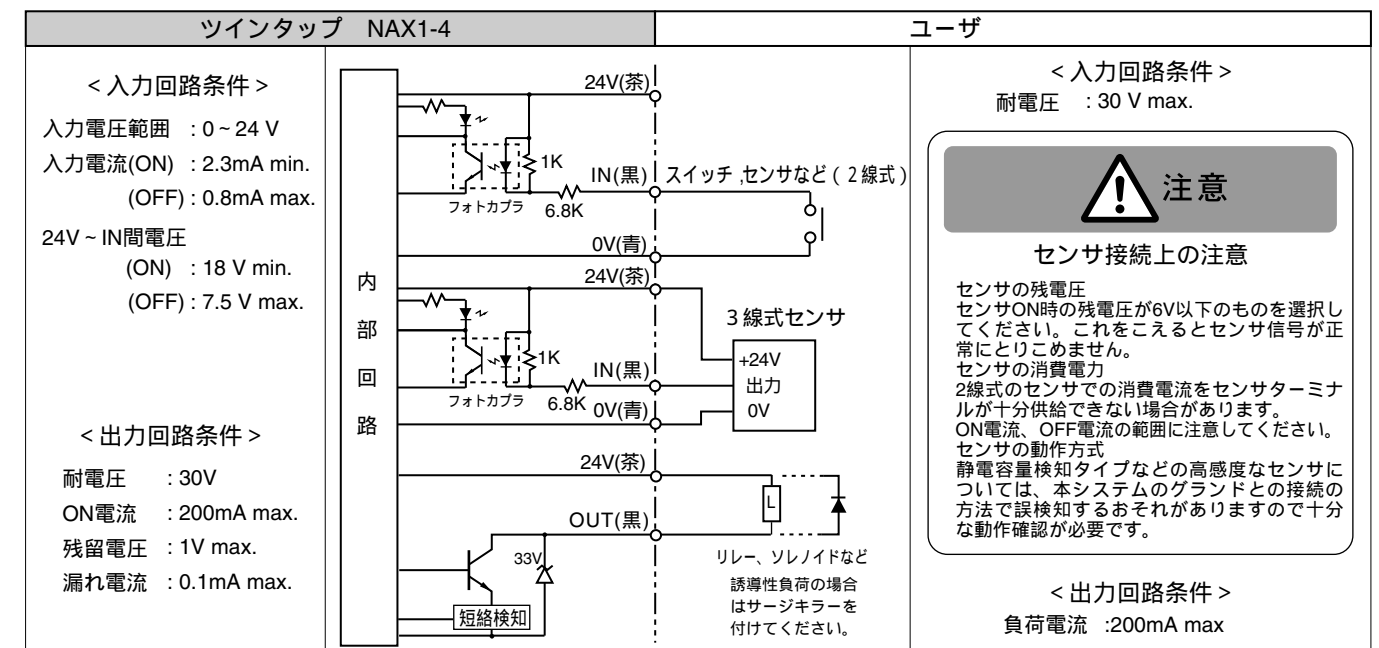 ツインタップ NAX1-4
ユーザ
< 入力回路条件 >
入力電圧範囲 : 0 ~ 24 V
入力電流(ON) : 2.3mA min.
(OFF) : 0.8mA max.
24V ~ IN間電圧
(ON) : 18 V min.
(OFF) : 7.5 V max.
< 出力回路条件 >
耐電圧 : 30V
ON電流 : 200mA max.
残留電圧 : 1V max.
漏れ電流 : 0.1mA max.
内部回路
24V(茶)
1K
IN(黒)
フォトカプラ
6.8K
0V(青)
スイッチ ,センサなど ( 2 線式 )
24V(茶)
1K
IN(黒)
フォトカプラ
6.8K
0V(青)
3 線式センサ
+24V
出力
0V
24V(茶)
L
OUT(黒)
33V
短絡検知
リレー、ソレノイドなど
誘導性負荷の場合
はサージキラーを
付けてください。
< 入力回路条件 >
耐電圧 : 30 V max.
注意
センサ接続上の注意
センサの残電圧
センサON時の残電圧が6V以下のものを選択し
てください。これをこえるとセンサ信号が正
常にとりこめません。
センサの消費電力
2線式のセンサでの消費電流をセンサターミナ
ルが十分供給できない場合があります。
ON電流、OFF電流の範囲に注意してください。
センサの動作方式
静電容量検知タイプなどの高感度なセンサに
ついては、本システムのグランドとの接続の
方法で誤検知するおそれがありますので十分
な動作確認が必要です。
< 出力回路条件 >
負荷電流 :200mA max